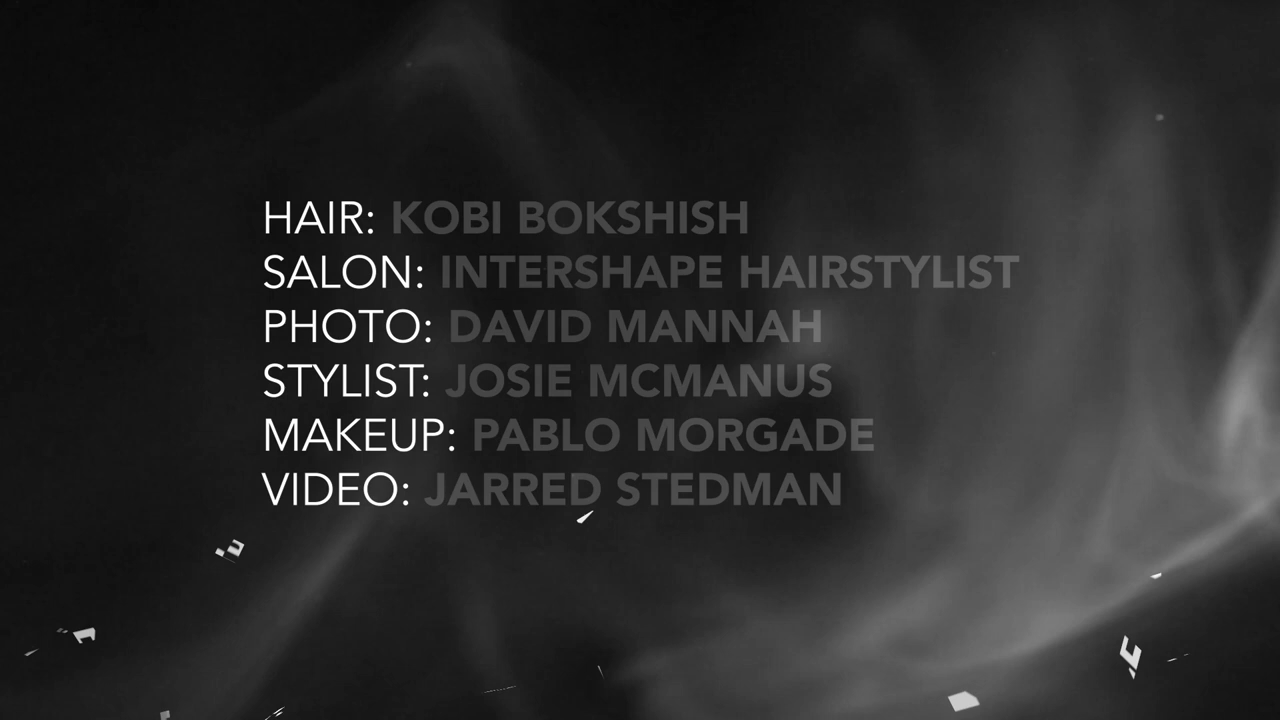 HAIR: KOBI BOKSHISH
SALON: INTERSHAPE HAIRSTYLIST
PHOTO: DAVID MANNAH
STYLIST: JOSIE MCMANUS
MAKEUP: PABLO MORGADE
VIDEO: JARRED STEDMAN